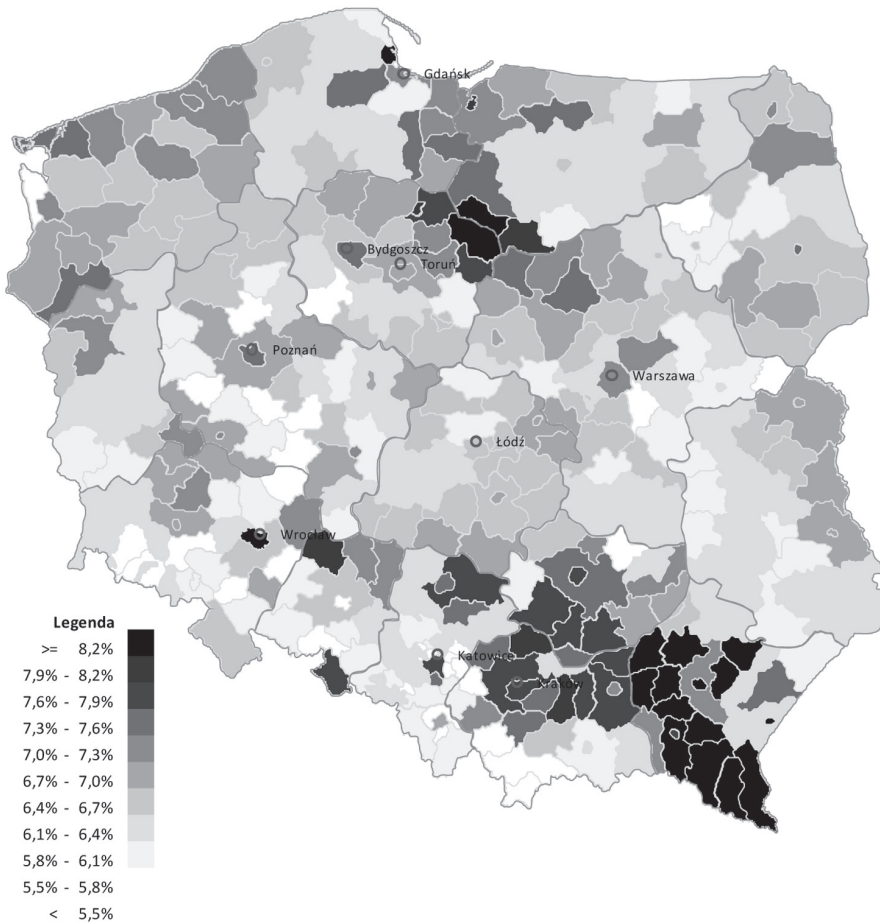 Gdańsk
Bydgoszcz
Toruń
Poznań
Warszawa
Łódź
Wrocław
Katowice
Kraków
Legenda
>= 8,2%
7,9% - 8,2%
7,6% - 7,9%
7,3% - 7,6%
7,0% - 7,3%
6,7% - 7,0%
6,4% - 6,7%
6,1% - 6,4%
5,8% - 6,1%
5,5% - 5,8%
< 5,5%